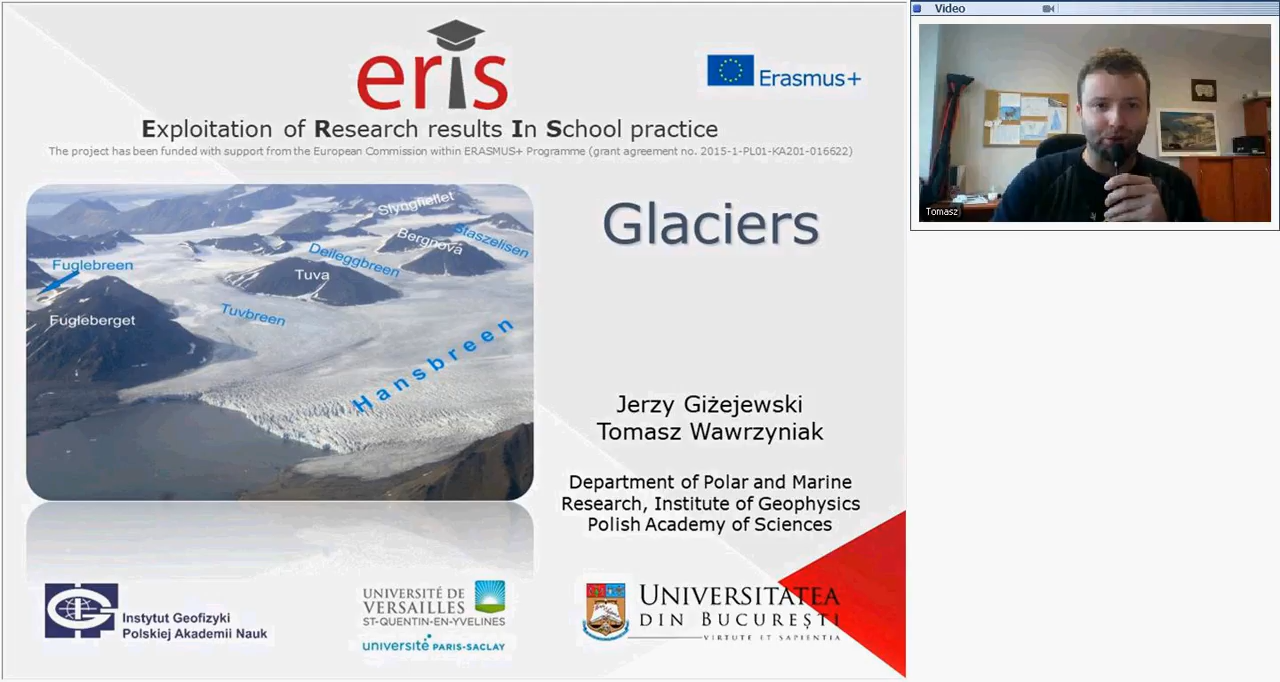 Video
eris
Erasmus+
Exploitation of Research results In School practice
The project has been funded with support from the European Commission within ERASMUS+ Programme (grant agreement no. 2015-1-PL01-KA201-016622)
Glaciers
Slyngfjellet
Staszelisen
Bergnova
Deileggbreen
Fuglebreen
Tuva
Tuvbreen
Fugleberget
Hansbreen
Jerzy Giżejewski
Tomasz Wawrzyniak
Department of Polar and Marine
Research, Institute of Geophysics
Polish Academy of Sciences
Instytut Geofizyki
Polskiej Akademii Nauk
UNIVERSITÉ DE
VERSAILLES
ST-QUENTIN-EN-YVELINES
université PARIS-SACLAY
UNIVERSITATEA
DIN BUCUREȘTI
VIRTUTE ET SAPIENTIA
Tomasz